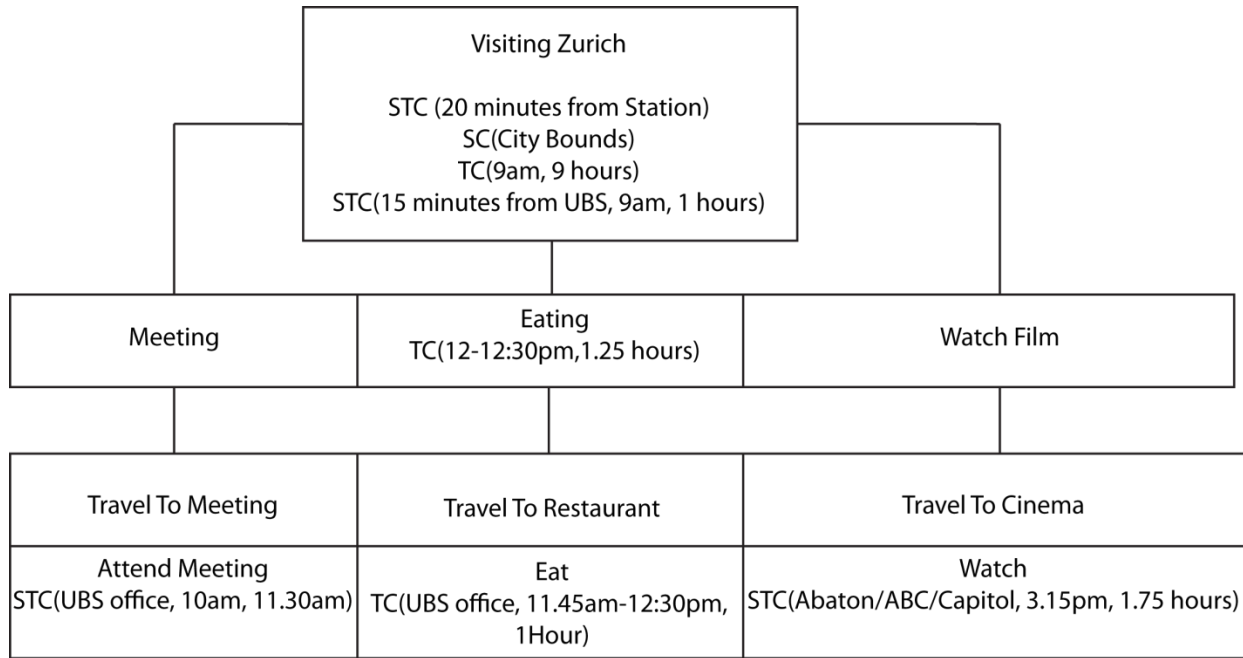 Visiting Zurich
STC (20 minutes from Station)
SC(City Bounds)
TC(9am, 9 hours)
STC(15 minutes from UBS, 9am, 1 hours)
Meeting
Eating
TC(12-12:30pm,1.25 hours)
Watch Film
Travel To Meeting
Travel To Restaurant
Travel To Cinema
Attend Meeting
STC(UBS office, 10am, 11.30am)
Eat
TC(UBS office, 11.45am-12:30pm,
1Hour)
Watch
STC(Abaton/ABC/Capitol, 3.15pm, 1.75 hours)